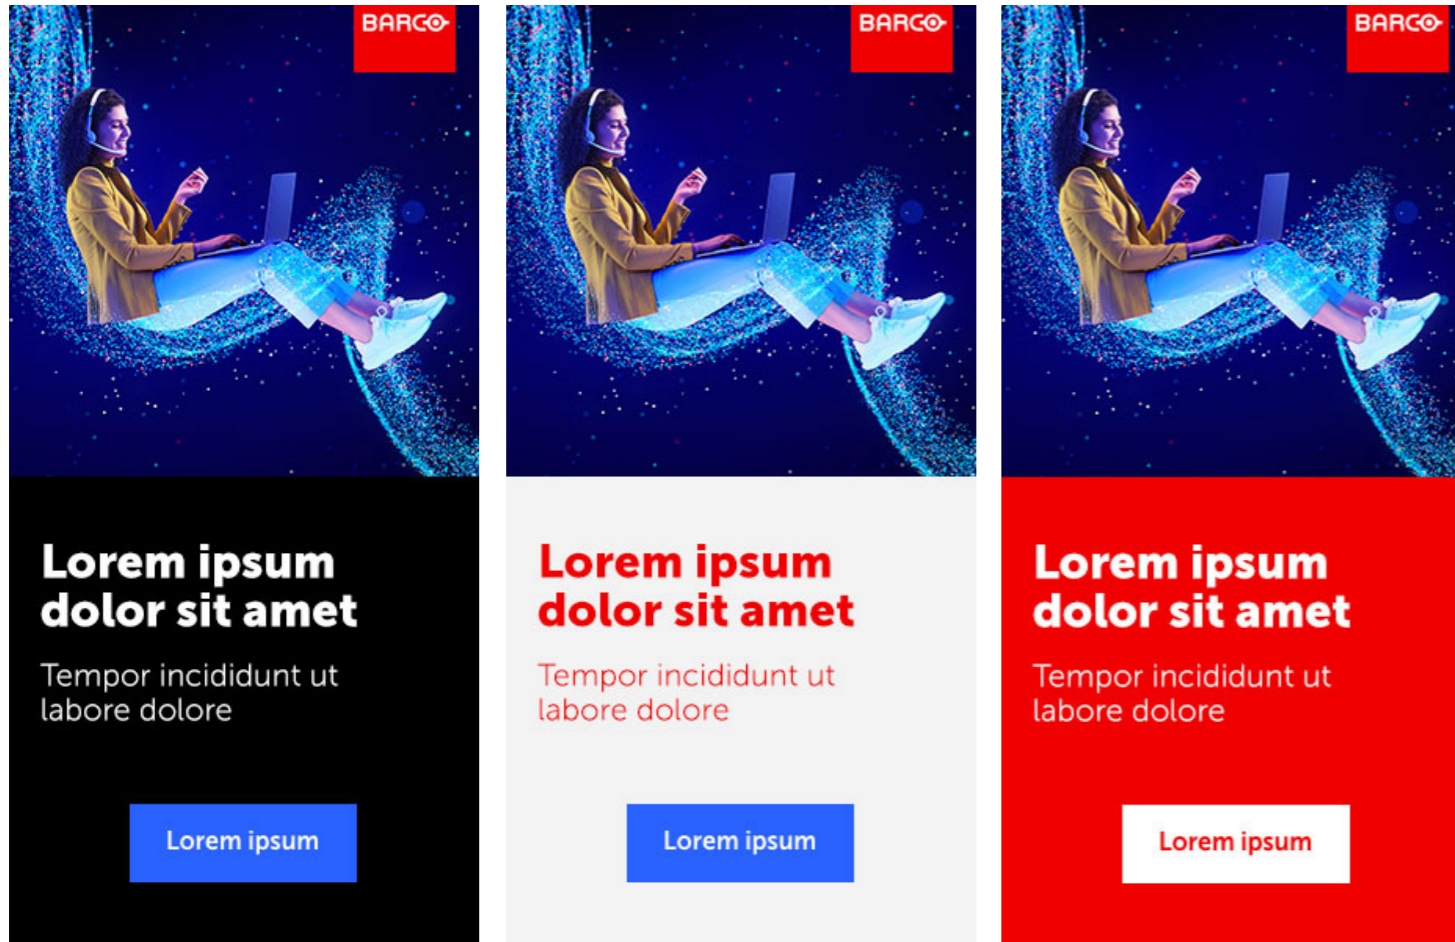 BARCO
Lorem ipsum
dolor sit amet
Tempor incididunt ut
labore dolore
Lorem ipsum
BARCO
Lorem ipsum
dolor sit amet
Tempor incididunt ut
labore dolore
Lorem ipsum
BARCO
Lorem ipsum
dolor sit amet
Tempor incididunt ut
labore dolore
Lorem ipsum